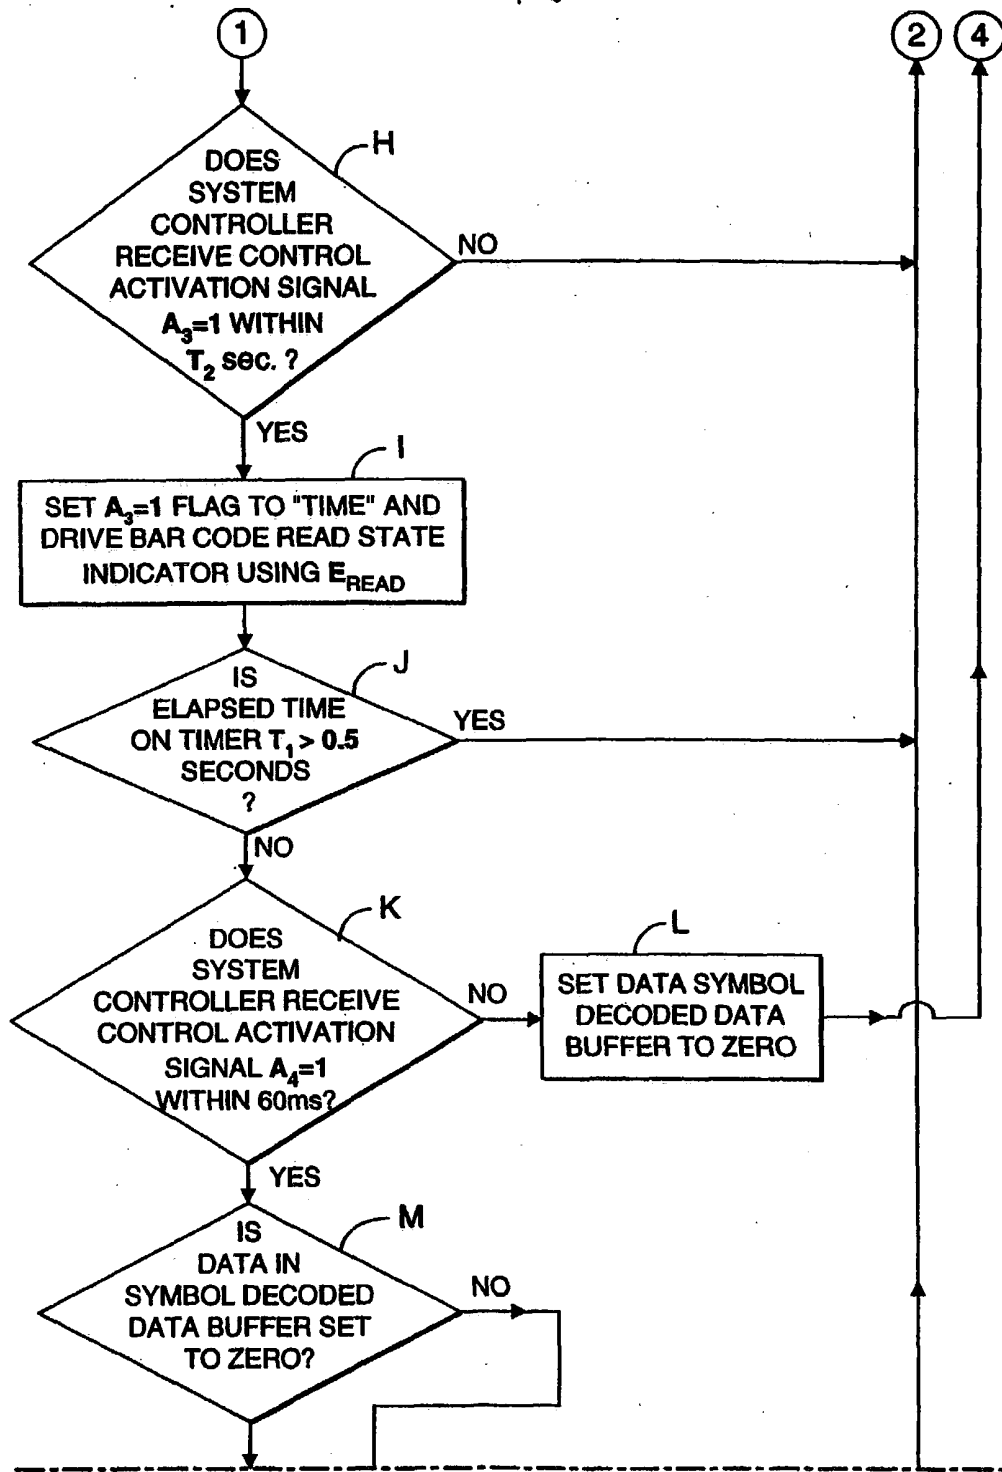 1
2
4
H
DOES
SYSTEM
CONTROLLER
RECEIVE CONTROL
ACTIVATION SIGNAL
A₃=1 WITHIN
T₂ sec. ?
NO
YES
I
SET A₃=1 FLAG TO "TIME" AND
DRIVE BAR CODE READ STATE
INDICATOR USING E_READ
J
IS
ELAPSED TIME
ON TIMER T₁ > 0.5
SECONDS
?
YES
NO
K
DOES
SYSTEM
CONTROLLER RECEIVE
CONTROL ACTIVATION
SIGNAL A₄=1
WITHIN 60ms?
NO
L
SET DATA SYMBOL
DECODED DATA
BUFFER TO ZERO
YES
M
IS
DATA IN
SYMBOL DECODED
DATA BUFFER SET
TO ZERO?
NO